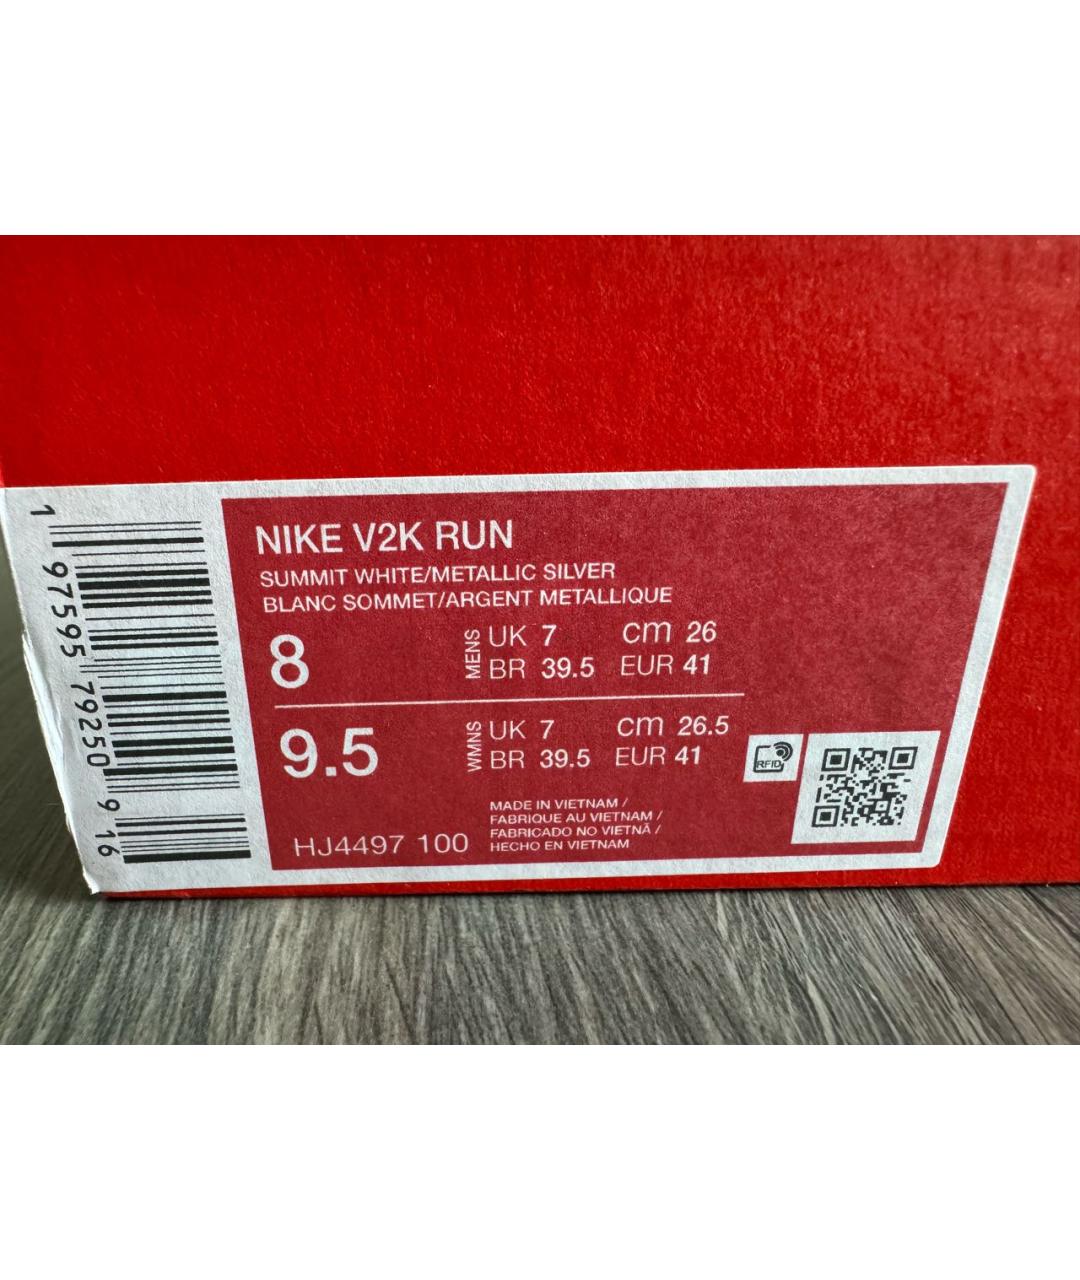 NIKE V2K RUN
SUMMIT WHITE/METALLIC SILVER
BLANC SOMMET/ARGENT METALLIQUE
8 MENS UK 7 cm 26
BR 39.5 EUR 41
9.5 WMNS UK 7 cm 26.5
BR 39.5 EUR 41
RFID
MADE IN VIETNAM /
FABRIQUE AU VIETNAM /
FABRICADO NO VIETNÃ /
HECHO EN VIETNAM
HJ4497 100
1 97595 79250 9 16